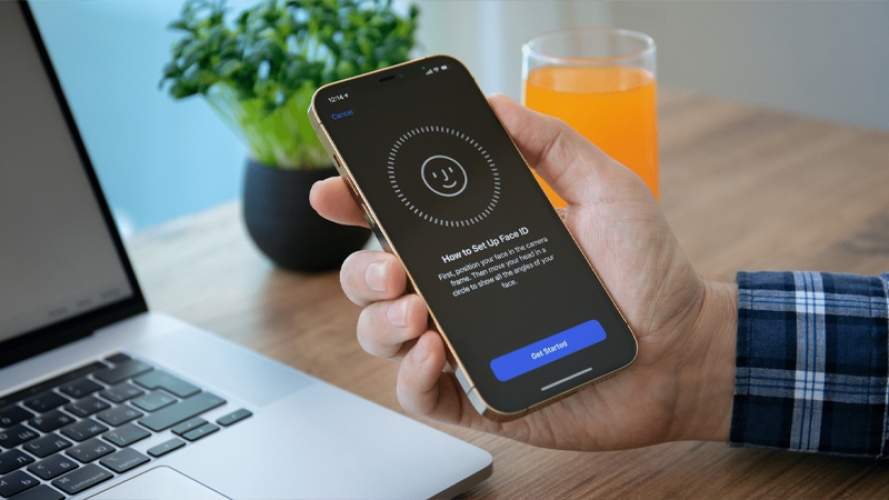 12:14
Cancel
How to Set Up Face ID
First, position your face in the camera
frame. Then move your head in a
circle to show all the angles of your
face.
Get Started